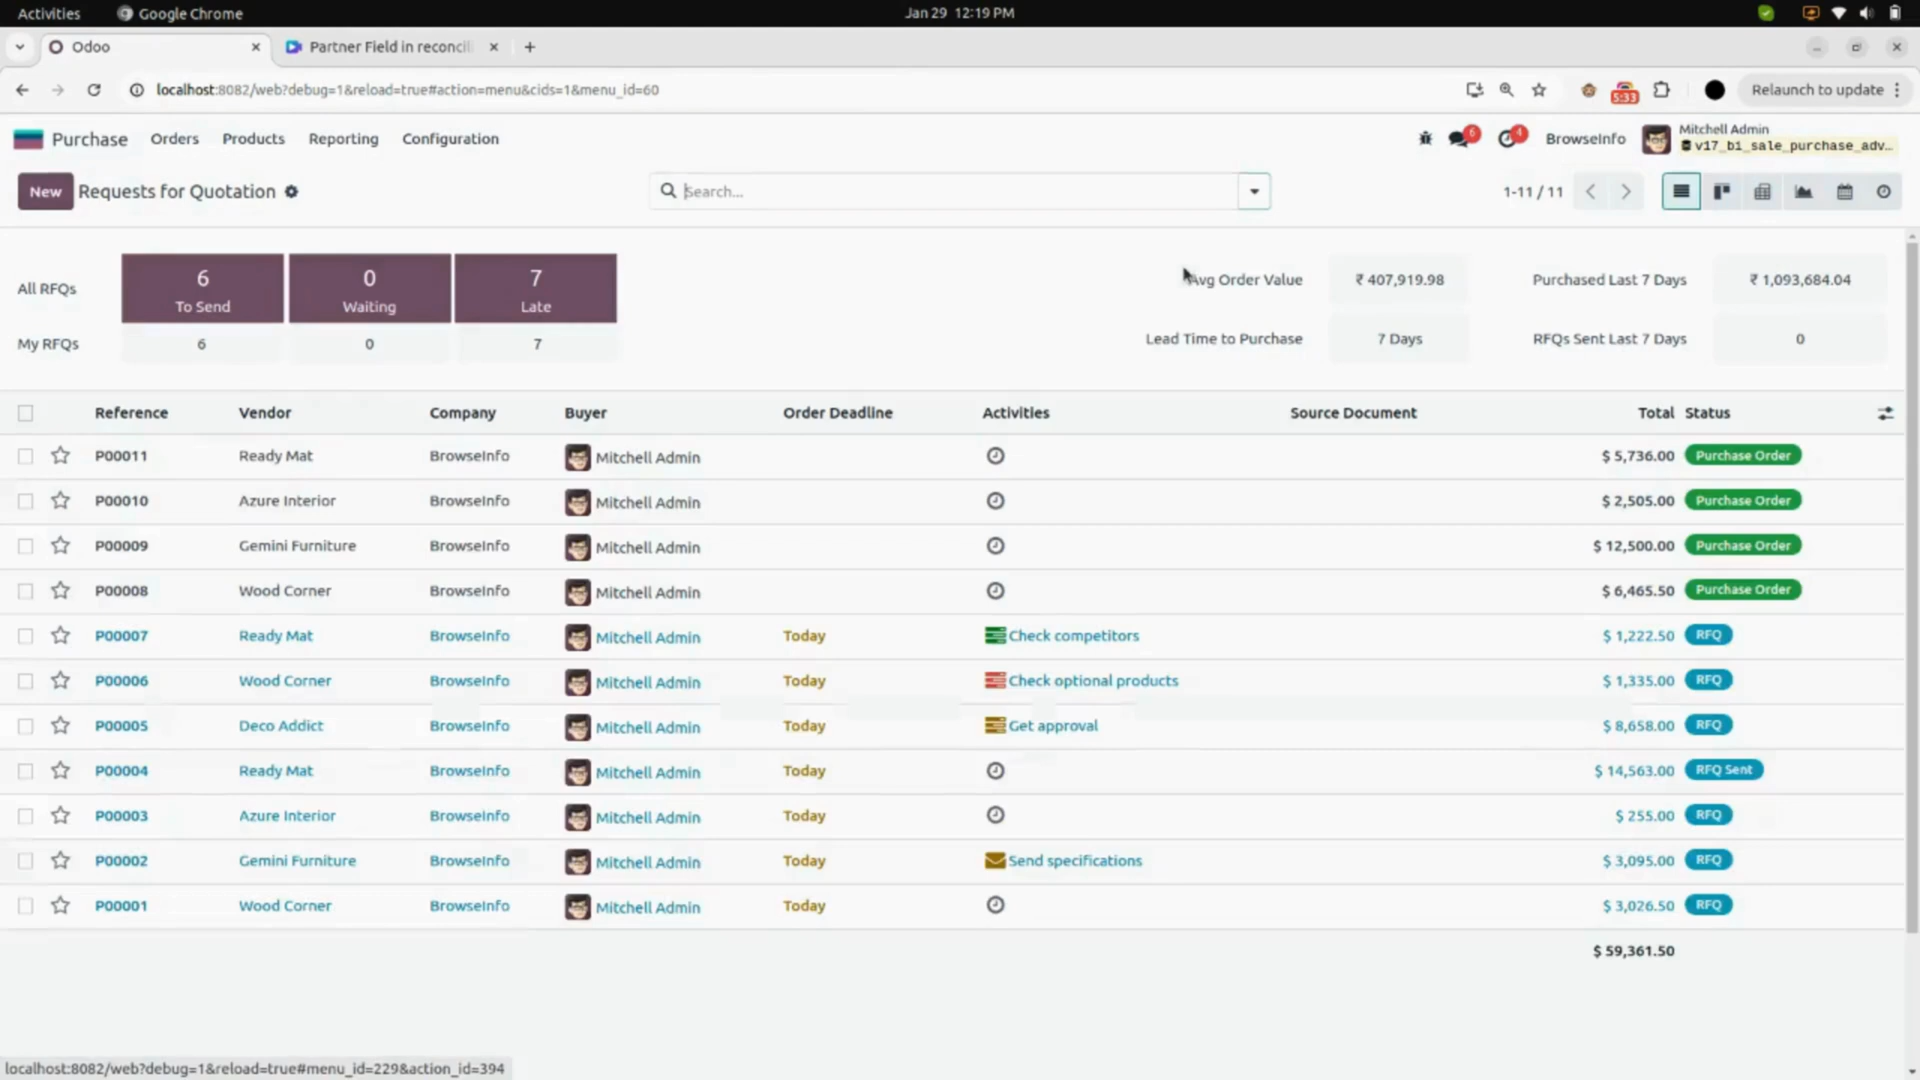 Activities Google Chrome Jan 29 12:19 PM
Odoo Partner Field in reconcil
localhost:8082/web?debug=1&reload=true#action=menu&cids=1&menu_id=60 5:33 Relaunch to update
Purchase Orders Products Reporting Configuration 6 4 BrowseInfo Mitchell Admin
v17_bi_sale_purchase_adv...
New Requests for Quotation Search... 1-11 / 11
All RFQs 6 To Send 0 Waiting 7 Late Avg Order Value ₹ 407,919.98 Purchased Last 7 Days ₹ 1,093,684.04
My RFQs 6 0 7 Lead Time to Purchase 7 Days RFQs Sent Last 7 Days 0
Reference Vendor Company Buyer Order Deadline Activities Source Document Total Status
P00011 Ready Mat BrowseInfo Mitchell Admin $ 5,736.00 Purchase Order
P00010 Azure Interior BrowseInfo Mitchell Admin $ 2,505.00 Purchase Order
P00009 Gemini Furniture BrowseInfo Mitchell Admin $ 12,500.00 Purchase Order
P00008 Wood Corner BrowseInfo Mitchell Admin $ 6,465.50 Purchase Order
P00007 Ready Mat BrowseInfo Mitchell Admin Today Check competitors $ 1,222.50 RFQ
P00006 Wood Corner BrowseInfo Mitchell Admin Today Check optional products $ 1,335.00 RFQ
P00005 Deco Addict BrowseInfo Mitchell Admin Today Get approval $ 8,658.00 RFQ
P00004 Ready Mat BrowseInfo Mitchell Admin Today $ 14,563.00 RFQ Sent
P00003 Azure Interior BrowseInfo Mitchell Admin Today $ 255.00 RFQ
P00002 Gemini Furniture BrowseInfo Mitchell Admin Today Send specifications $ 3,095.00 RFQ
P00001 Wood Corner BrowseInfo Mitchell Admin Today $ 3,026.50 RFQ
$ 59,361.50
localhost:8082/web?debug=1&reload=true#menu_id=229&action_id=394